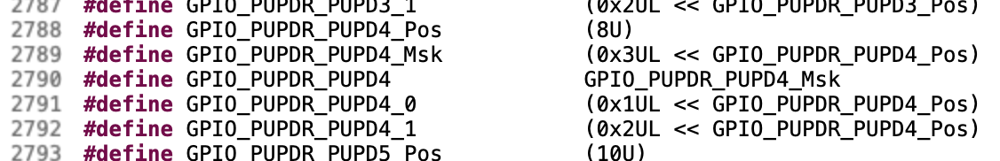 2787 #define GPIO_PUPDR_PUPD3_1 (0x2UL << GPIO_PUPDR_PUPD3_Pos)
2788 #define GPIO_PUPDR_PUPD4_Pos (8U)
2789 #define GPIO_PUPDR_PUPD4_Msk (0x3UL << GPIO_PUPDR_PUPD4_Pos)
2790 #define GPIO_PUPDR_PUPD4 GPIO_PUPDR_PUPD4_Msk
2791 #define GPIO_PUPDR_PUPD4_0 (0x1UL << GPIO_PUPDR_PUPD4_Pos)
2792 #define GPIO_PUPDR_PUPD4_1 (0x2UL << GPIO_PUPDR_PUPD4_Pos)
2793 #define GPIO_PUPDR_PUPD5_Pos (10U)